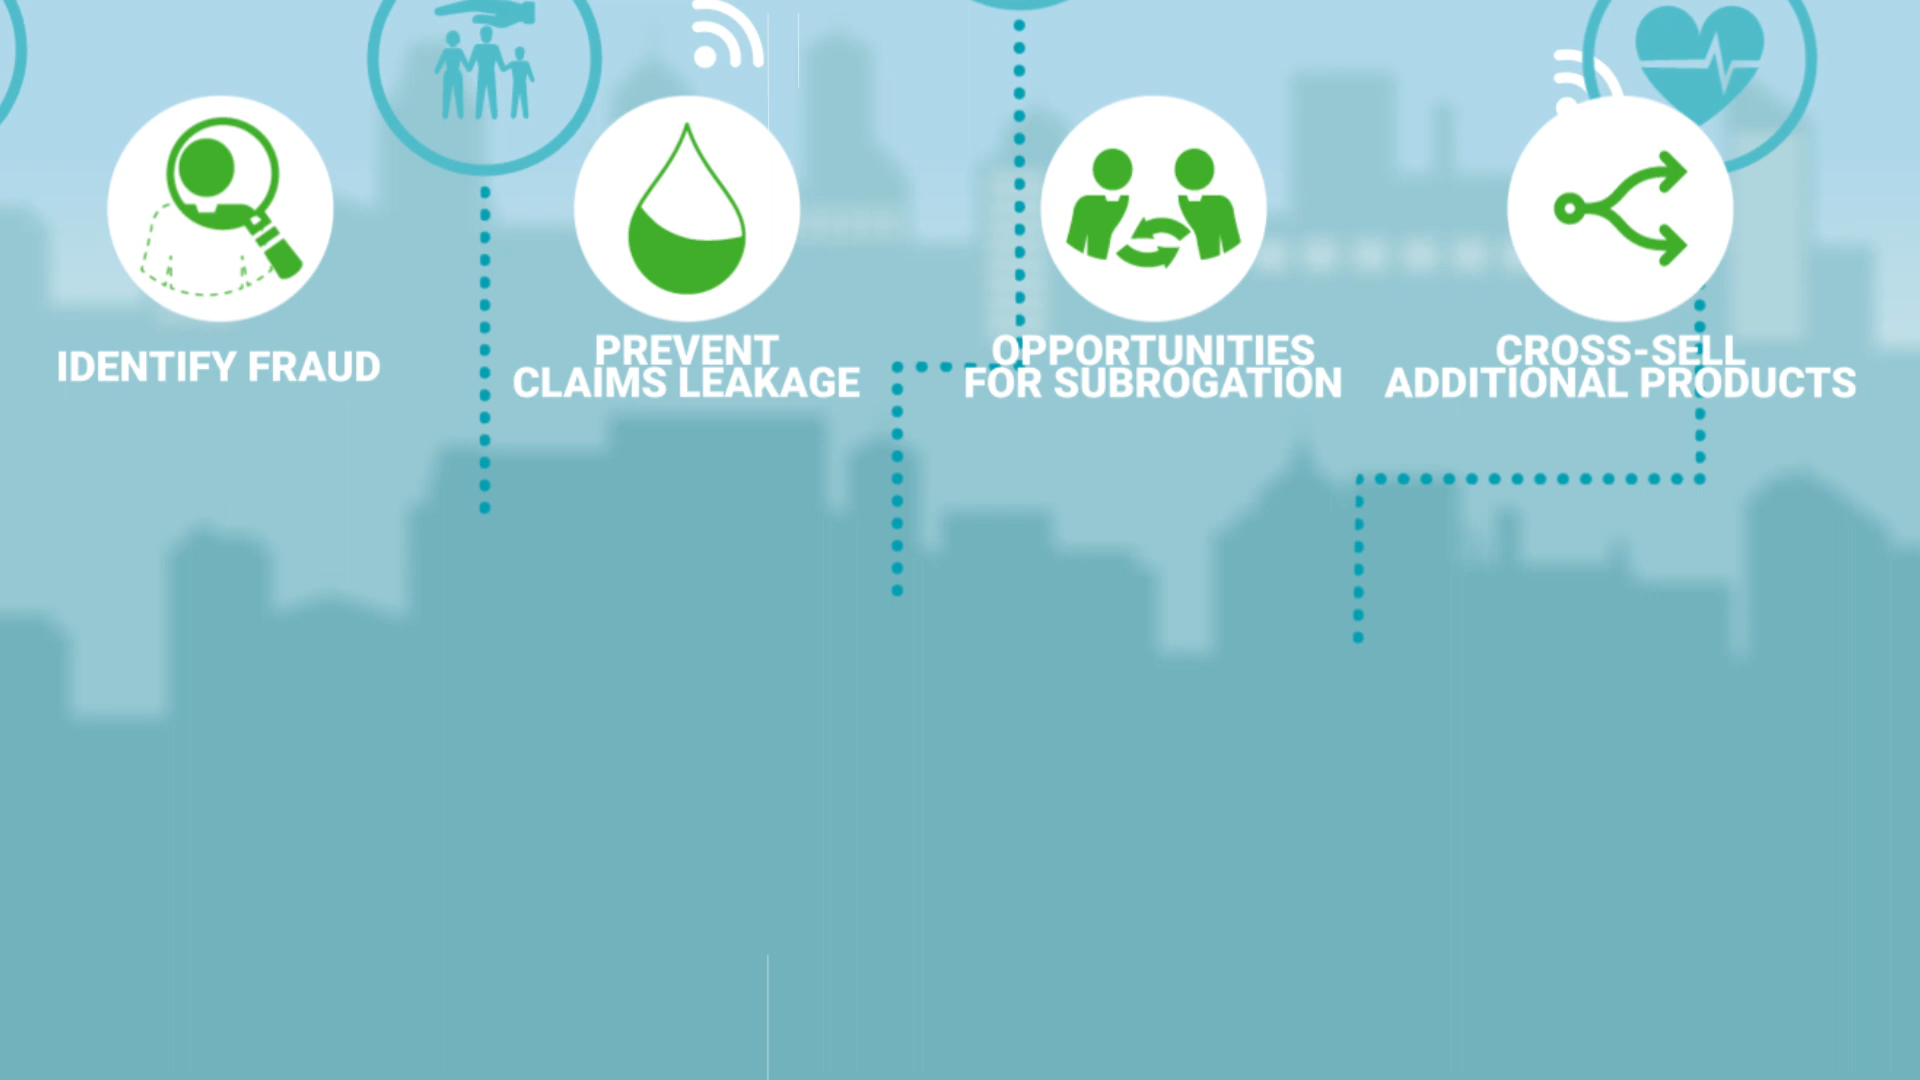 IDENTIFY FRAUD
PREVENT
CLAIMS LEAKAGE
OPPORTUNITIES
FOR SUBROGATION
CROSS-SELL
ADDITIONAL PRODUCTS